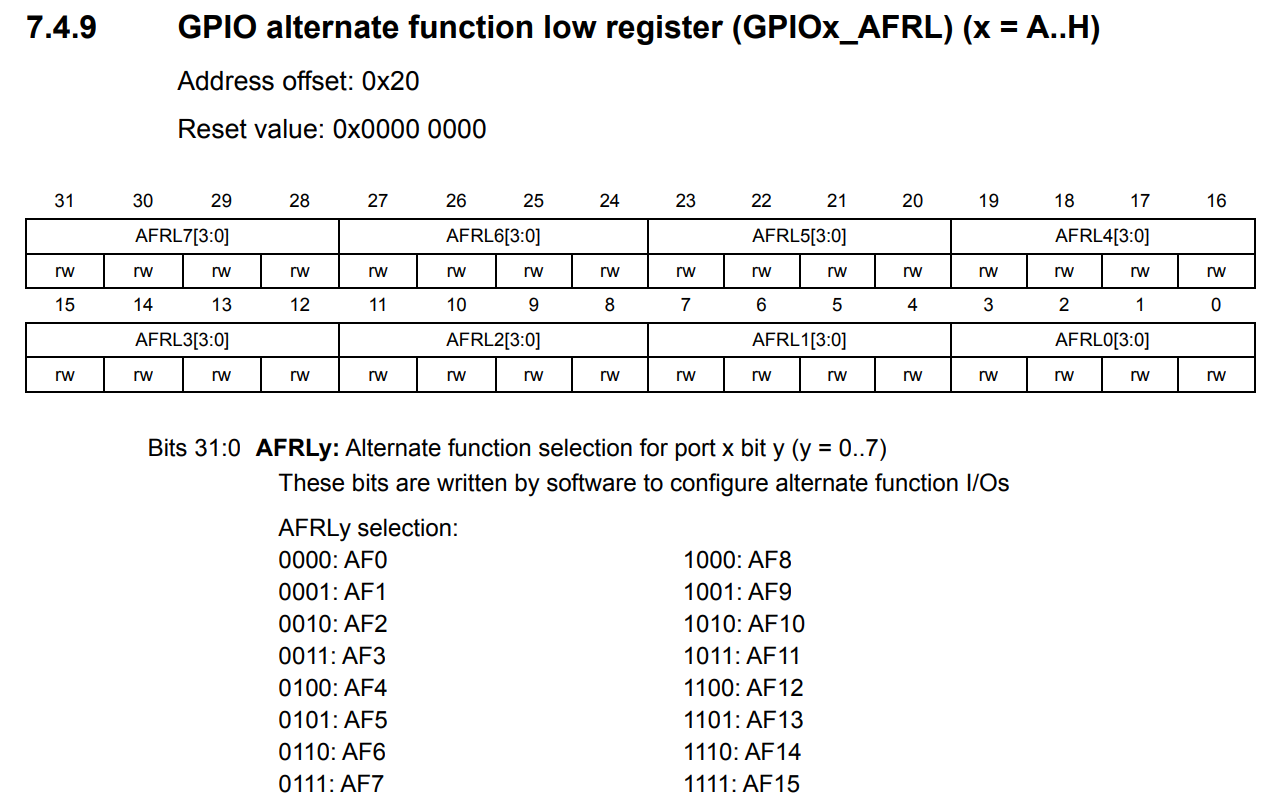 7.4.9 GPIO alternate function low register (GPIOx_AFRL) (x = A..H)
Address offset: 0x20
Reset value: 0x0000 0000
31 30 29 28 27 26 25 24 23 22 21 20 19 18 17 16
AFRL7[3:0] AFRL6[3:0] AFRL5[3:0] AFRL4[3:0]
rw rw rw rw rw rw rw rw rw rw rw rw rw rw rw rw
15 14 13 12 11 10 9 8 7 6 5 4 3 2 1 0
AFRL3[3:0] AFRL2[3:0] AFRL1[3:0] AFRL0[3:0]
rw rw rw rw rw rw rw rw rw rw rw rw rw rw rw rw
Bits 31:0 AFRLy: Alternate function selection for port x bit y (y = 0..7)
These bits are written by software to configure alternate function I/Os
AFRLy selection:
0000: AF0 1000: AF8
0001: AF1 1001: AF9
0010: AF2 1010: AF10
0011: AF3 1011: AF11
0100: AF4 1100: AF12
0101: AF5 1101: AF13
0110: AF6 1110: AF14
0111: AF7 1111: AF15